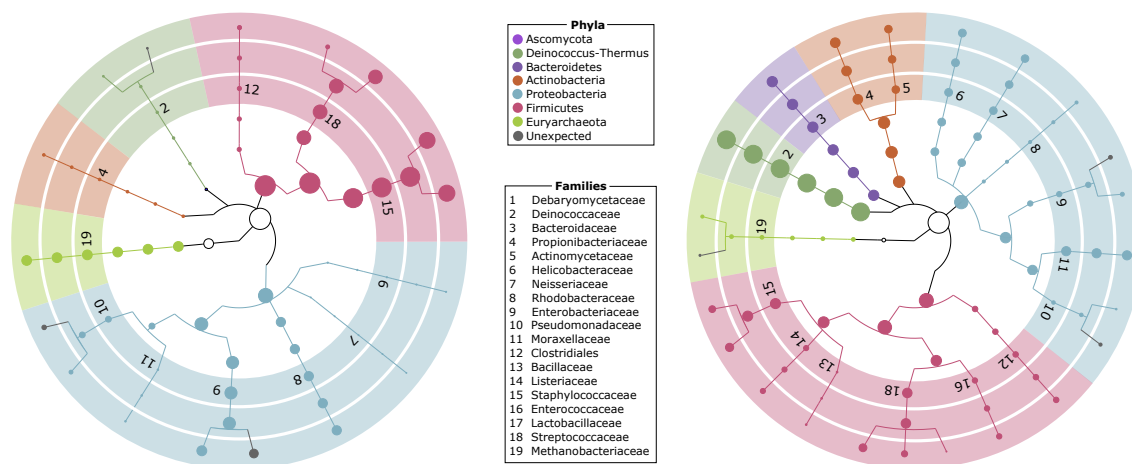 12
18
2
15
4
19
10
6
11
7
9
8
Phyla
Ascomycota
Deinococcus-Thermus
Bacteroidetes
Actinobacteria
Proteobacteria
Firmicutes
Euryarchaeota
Unexpected
Families
1 Debaryomycetaceae
2 Deinococcaceae
3 Bacteroidaceae
4 Propionibacteriaceae
5 Actinomycetaceae
6 Helicobacteraceae
7 Neisseriaceae
8 Rhodobacteraceae
9 Enterobacteriaceae
10 Pseudomonadaceae
11 Moraxellaceae
12 Clostridiales
13 Bacillaceae
14 Listeriaceae
15 Staphylococcaceae
16 Enterococcaceae
17 Lactobacillaceae
18 Streptococcaceae
19 Methanobacteriaceae
5
4
6
7
3
8
2
9
19
11
15
10
14
13
12
16
18